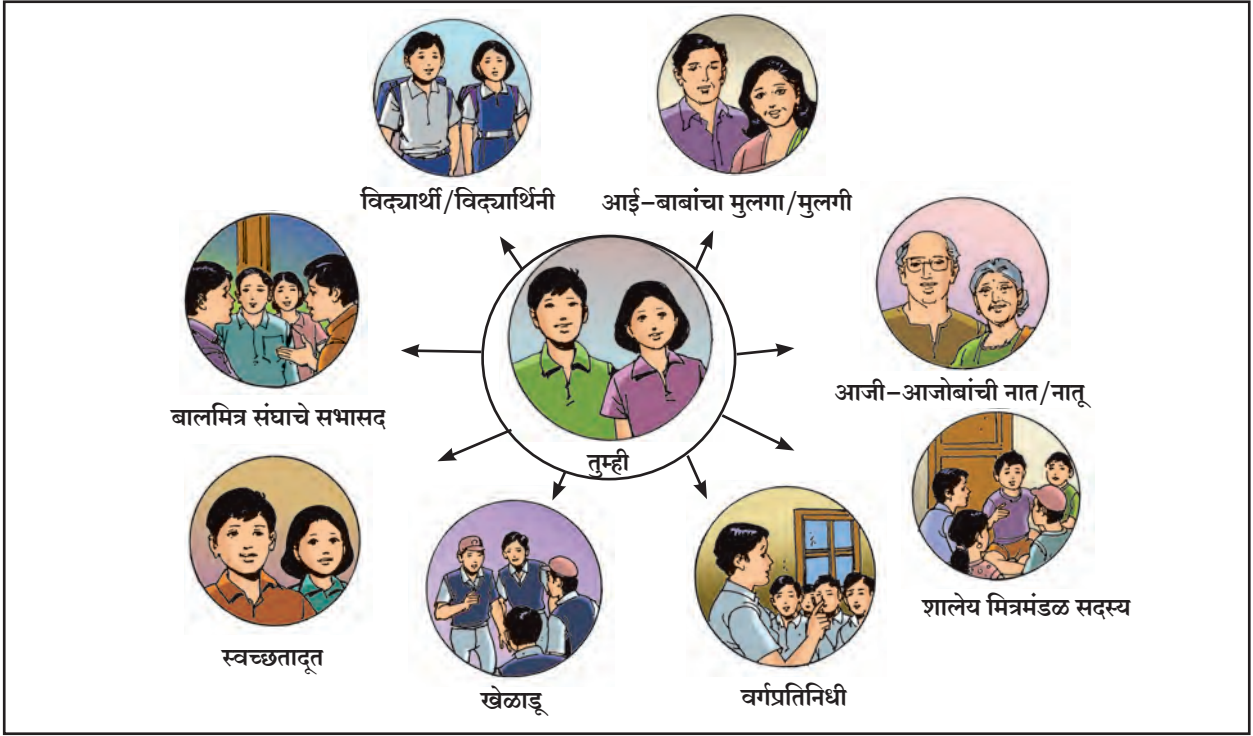 विद्यार्थी/विद्यार्थिनी
आई-बाबांचा मुलगा/मुलगी
आजी-आजोबांची नात/नातू
बालमित्र संघाचे सभासद
तुम्ही
शालेय मित्रमंडळ सदस्य
स्वच्छतादूत
खेळाडू
वर्गप्रतिनिधी